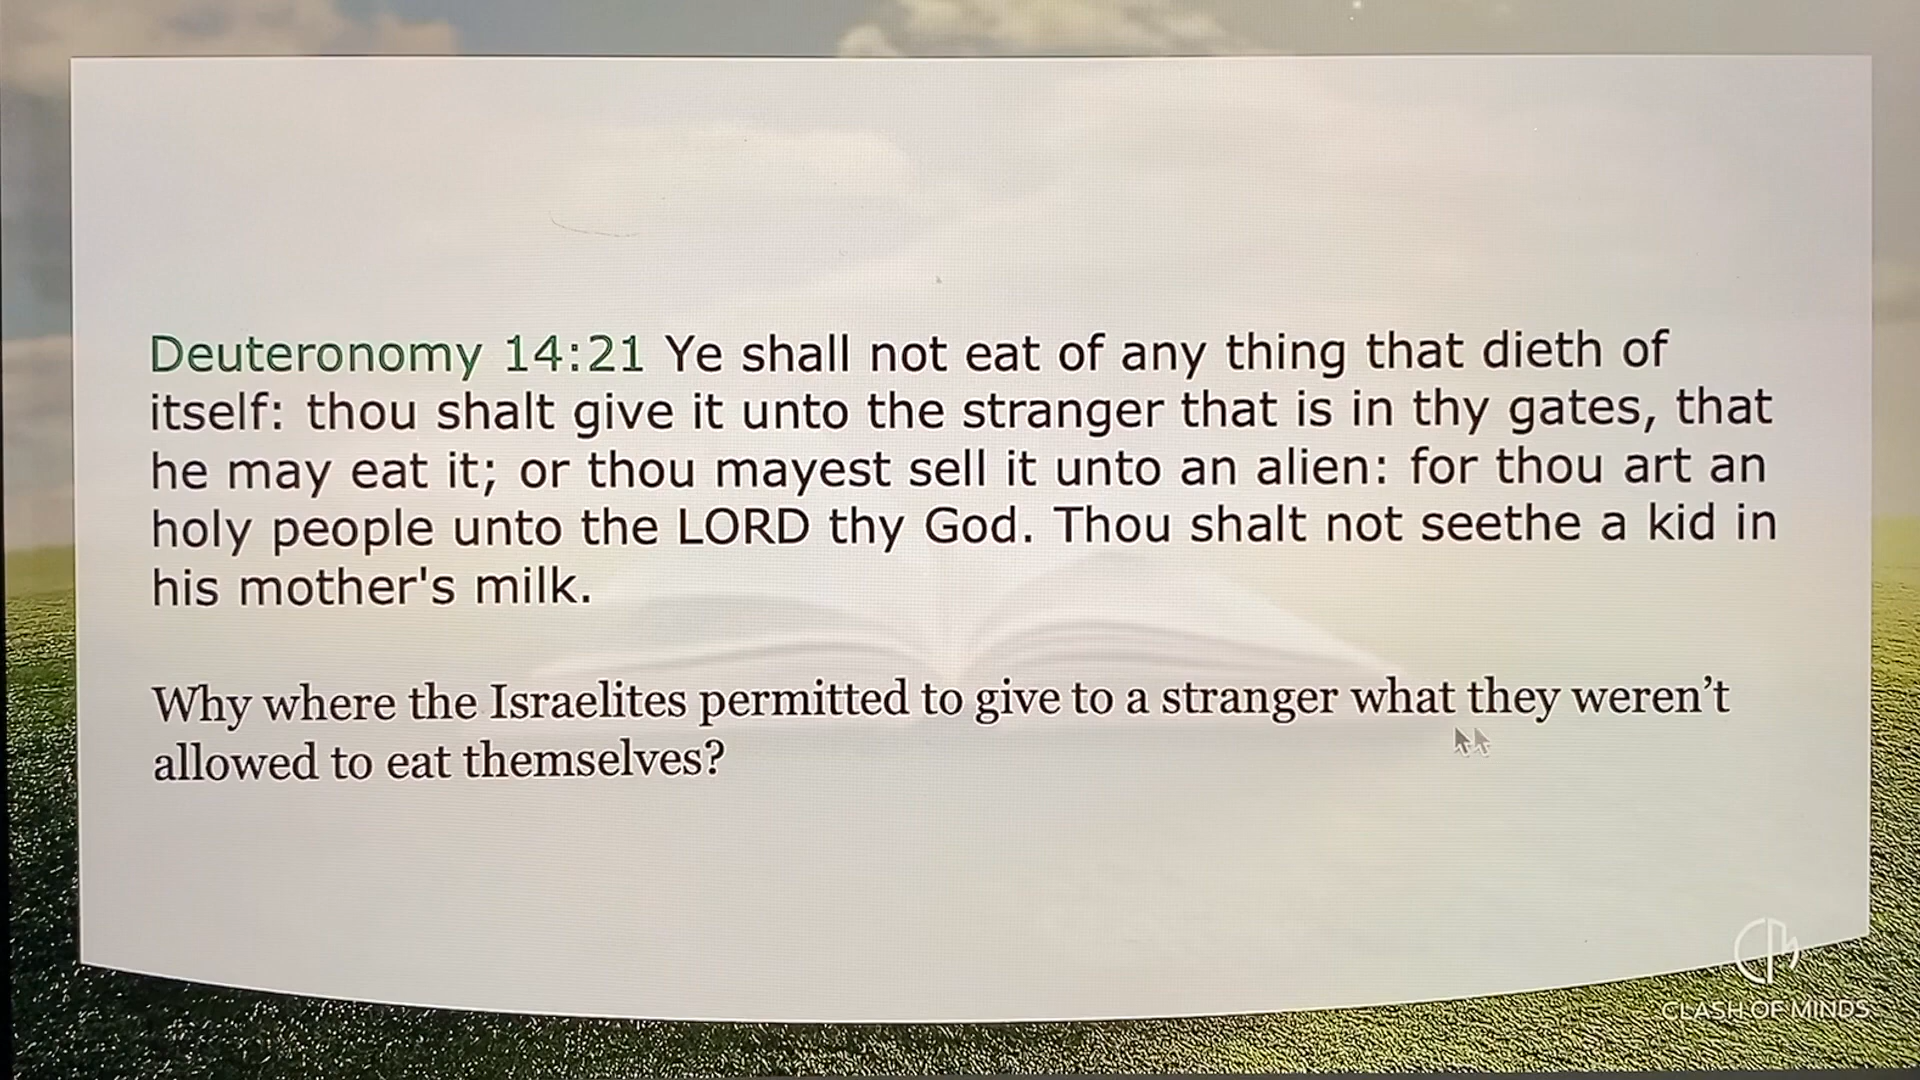 Deuteronomy 14:21 Ye shall not eat of any thing that dieth of
itself: thou shalt give it unto the stranger that is in thy gates, that
he may eat it; or thou mayest sell it unto an alien: for thou art an
holy people unto the LORD thy God. Thou shalt not seethe a kid in
his mother's milk.
Why where the Israelites permitted to give to a stranger what they weren't
allowed to eat themselves?
CLASH OF MINDS